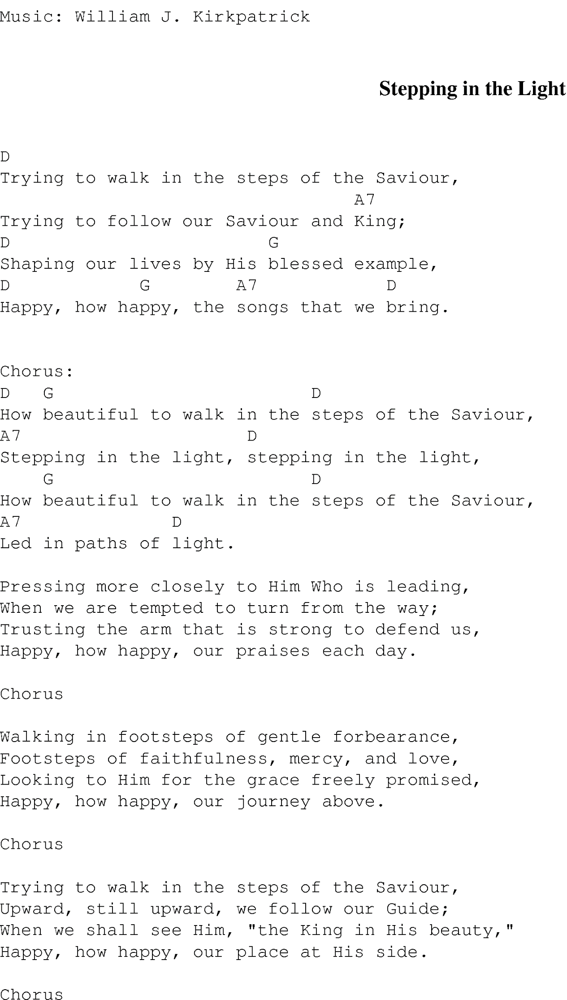 Music: William J. Kirkpatrick
Stepping in the Light
D
Trying to walk in the steps of the Saviour,
                                 A7
Trying to follow our Saviour and King;
D                        G
Shaping our lives by His blessed example,
D            G        A7            D
Happy, how happy, the songs that we bring.
Chorus:
D   G                        D
How beautiful to walk in the steps of the Saviour,
A7                     D
Stepping in the light, stepping in the light,
    G                        D
How beautiful to walk in the steps of the Saviour,
A7              D
Led in paths of light.
Pressing more closely to Him Who is leading,
When we are tempted to turn from the way;
Trusting the arm that is strong to defend us,
Happy, how happy, our praises each day.
Chorus
Walking in footsteps of gentle forbearance,
Footsteps of faithfulness, mercy, and love,
Looking to Him for the grace freely promised,
Happy, how happy, our journey above.
Chorus
Trying to walk in the steps of the Saviour,
Upward, still upward, we follow our Guide;
When we shall see Him, "the King in His beauty,"
Happy, how happy, our place at His side.
Chorus